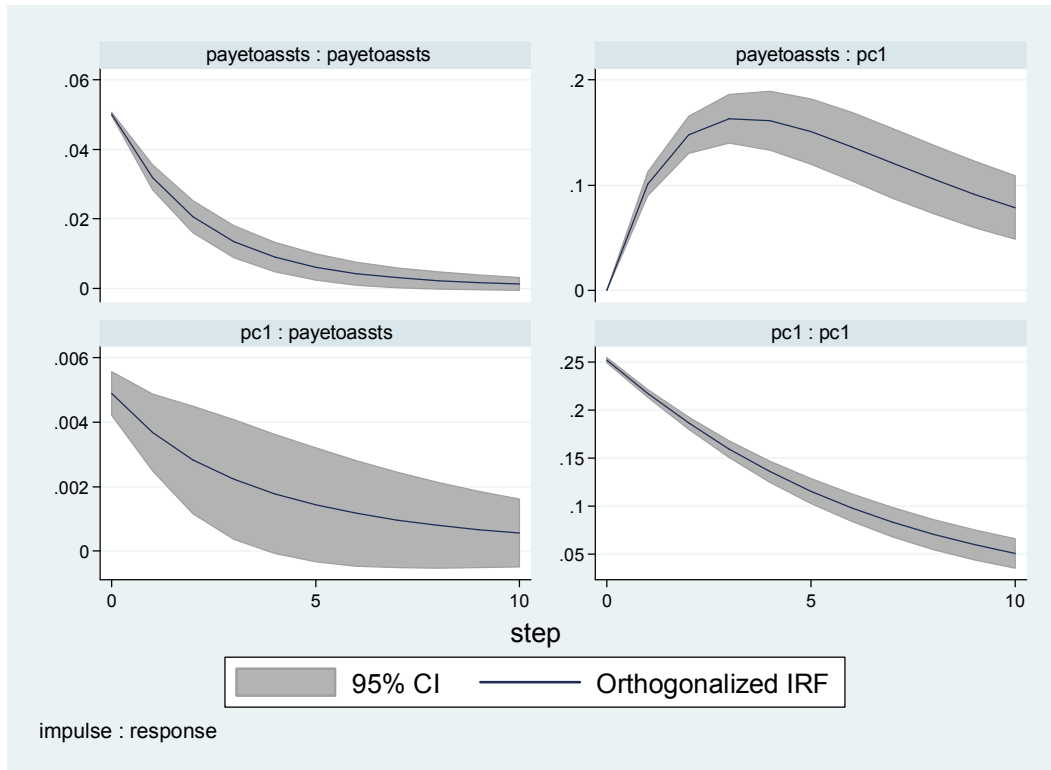 payetoassts : payetoassts
payetoassts : pc1
.06
.04
.02
0
.2
.1
0
pc1 : payetoassts
pc1 : pc1
.006
.004
.002
0
.25
.2
.15
.1
.05
0 5 10
0 5 10
step
95% CI Orthogonalized IRF
impulse : response